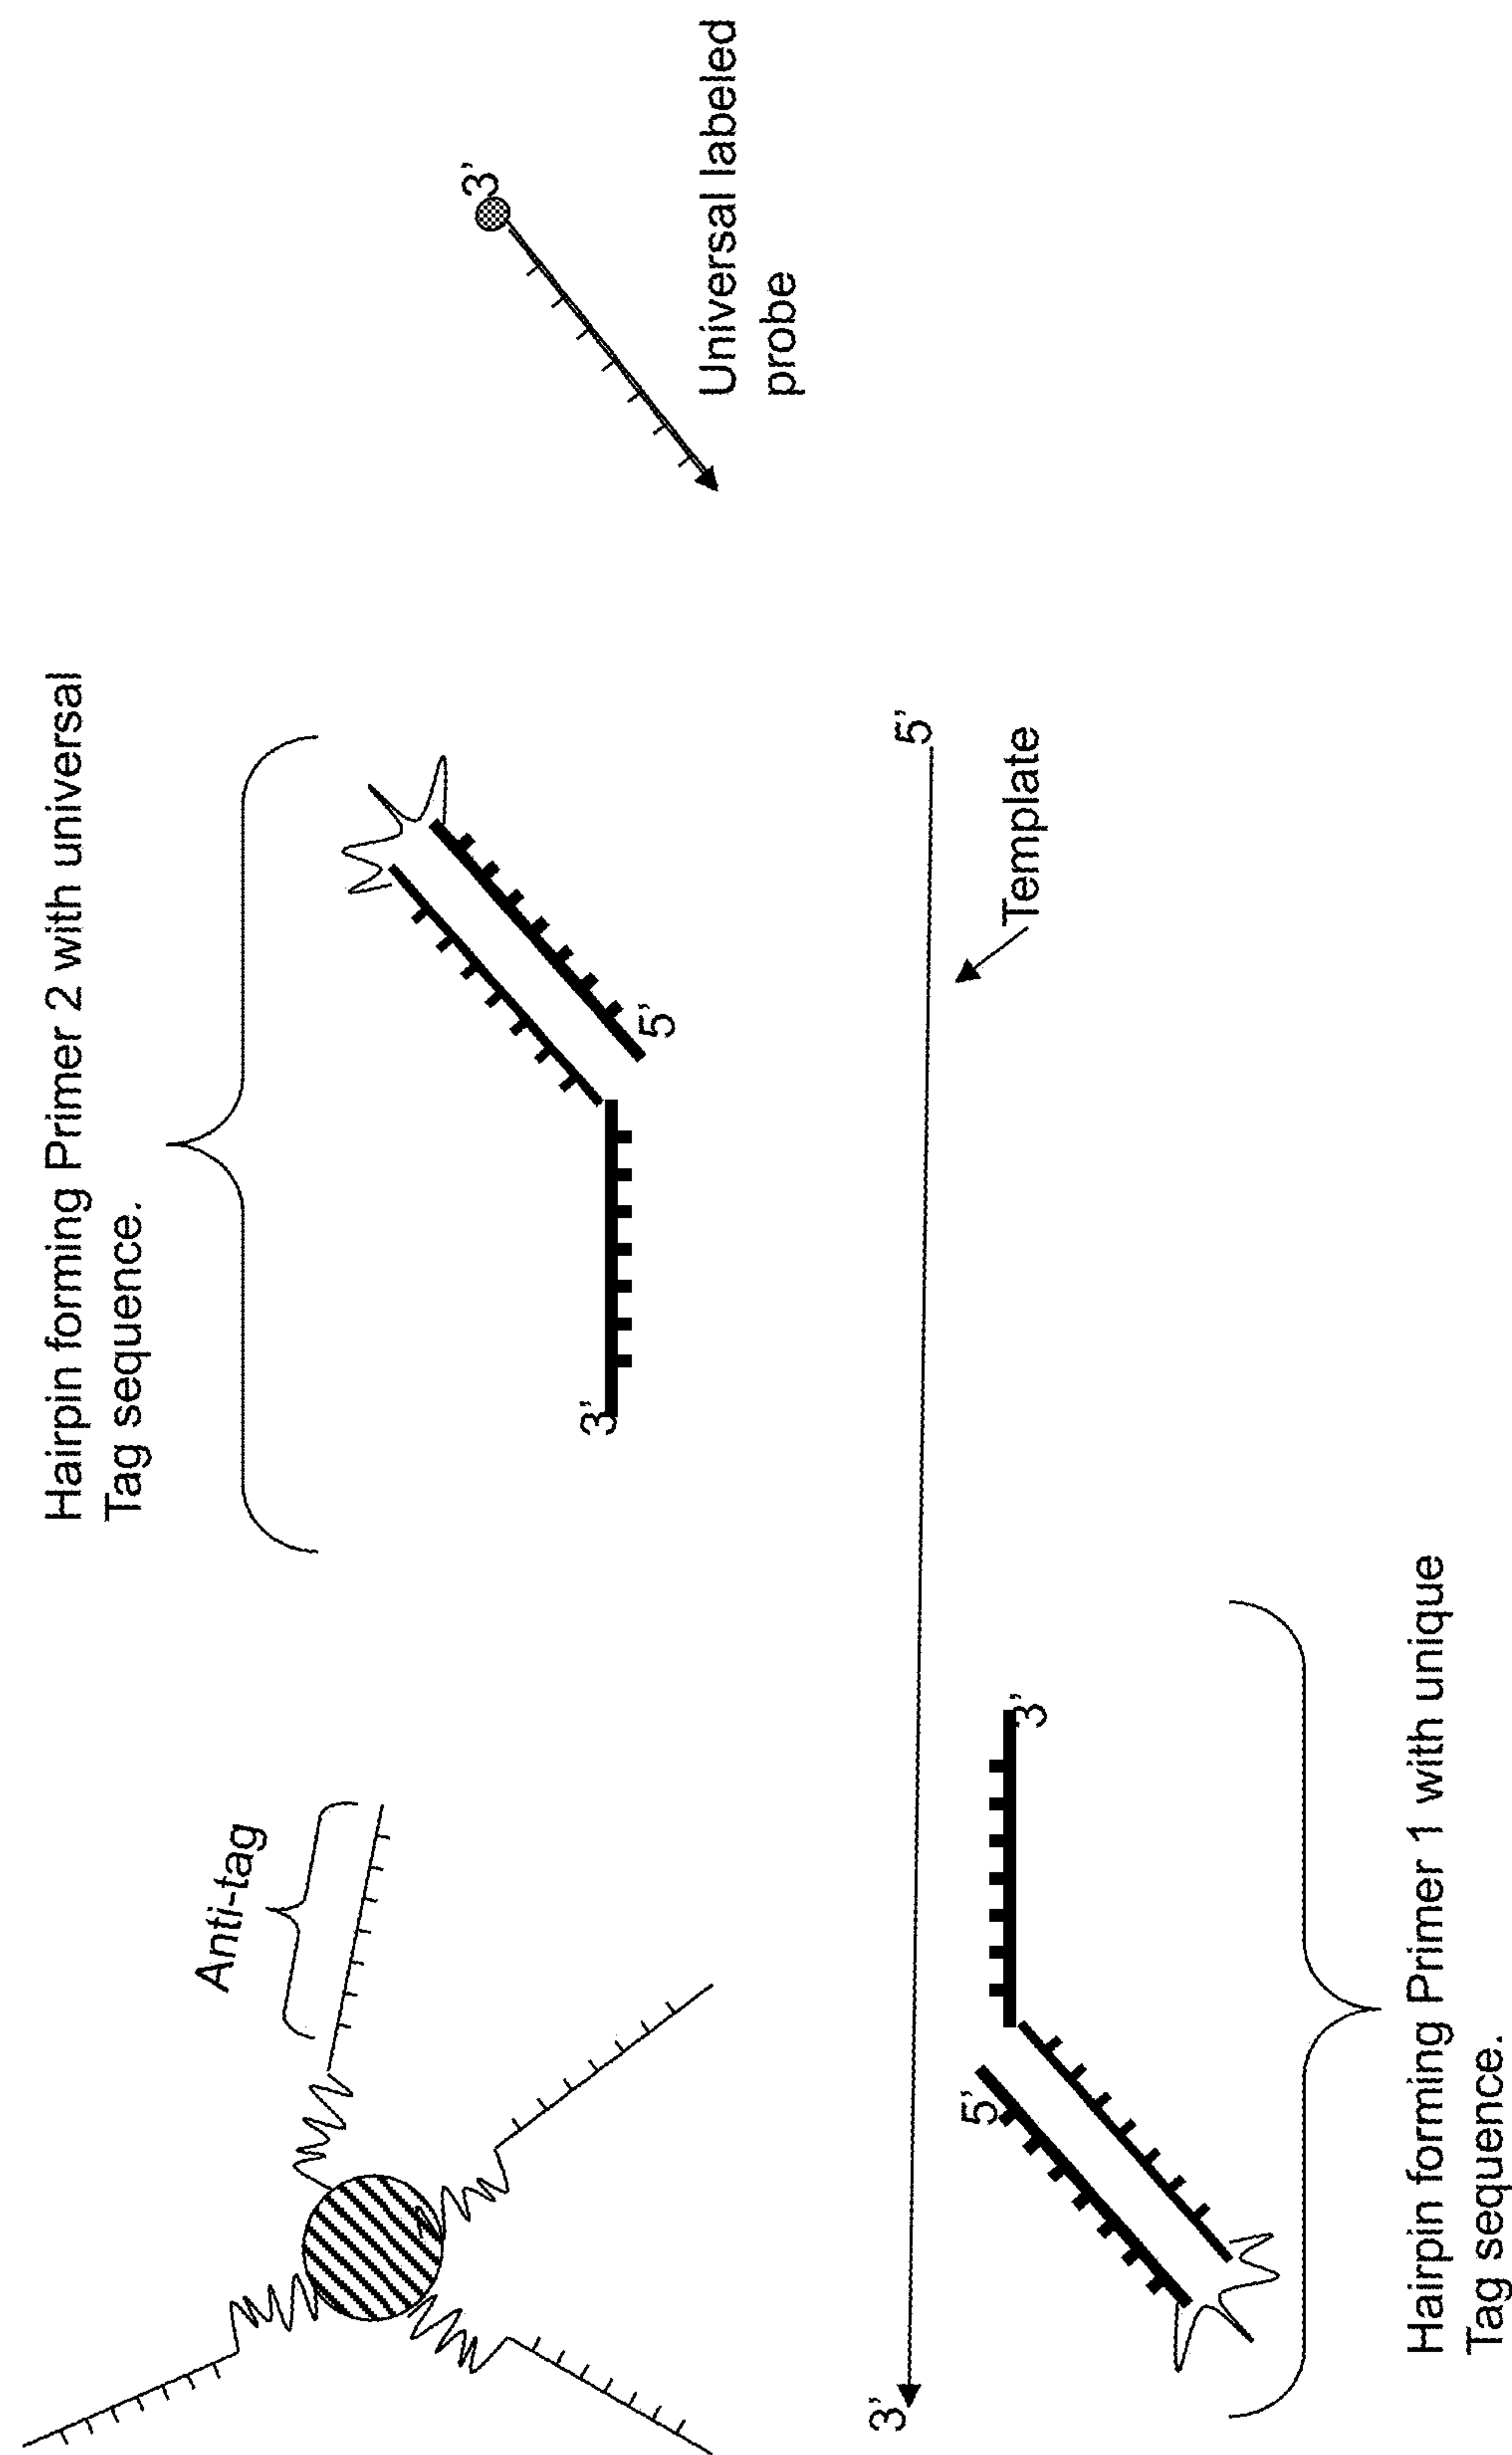 Hairpin forming Primer 2 with universal
Tag sequence.
Anti-tag
3'
5'
3'
Universal labeled
probe
3'
5'
Template
5'
3'
Hairpin forming Primer 1 with unique
Tag sequence.